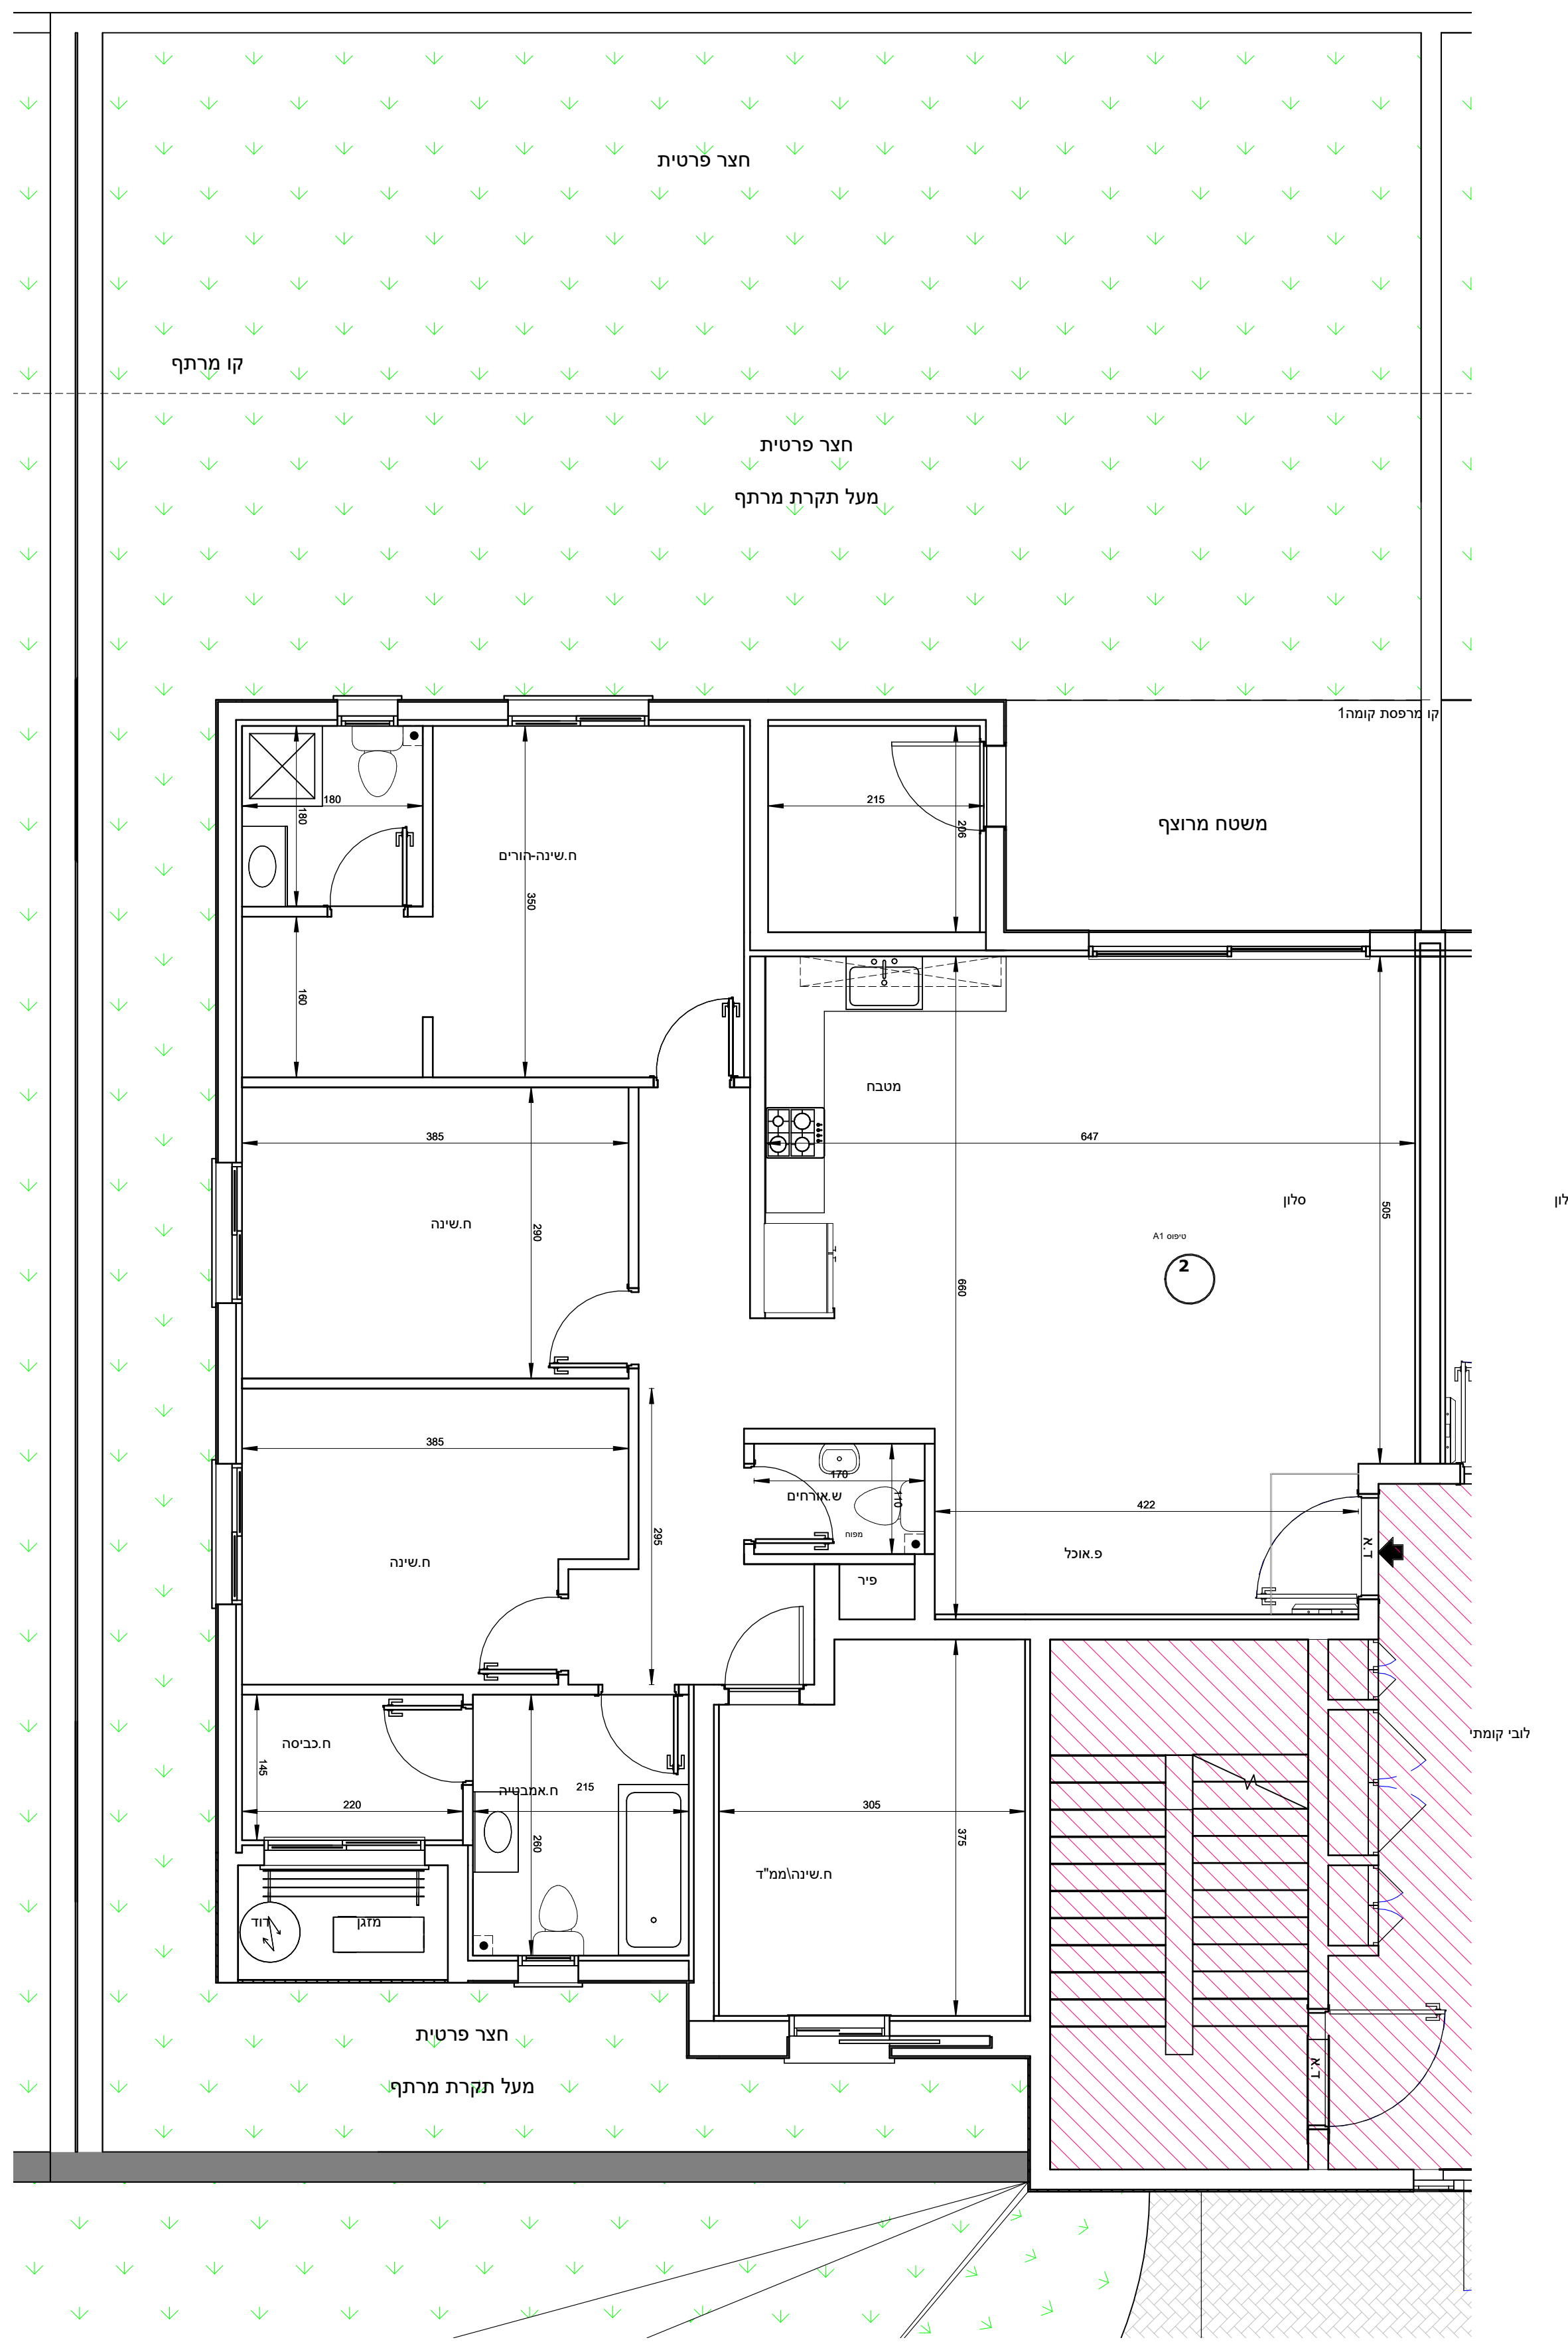 חצר פרטית
קו מרתף
חצר פרטית
מעל תקרת מרתף
קו מרפסת קומה1
משטח מרוצף
180
180
215
206
ח.שינה-הורים
350
160
מטבח
385
647
ח.שינה
290
סלון
505
טיפוס A1
2
660
385
170
ש.אורחים
110
מפוח
422
295
ח.שינה
פ.אוכל
ד.א
פיר
ח.כביסה
145
לובי קומתי
ח.אמבטיה
215
220
260
305
375
ח.שינה\ממ"ד
דוד
מזגן
חצר פרטית
מעל תקרת מרתף
ד.א